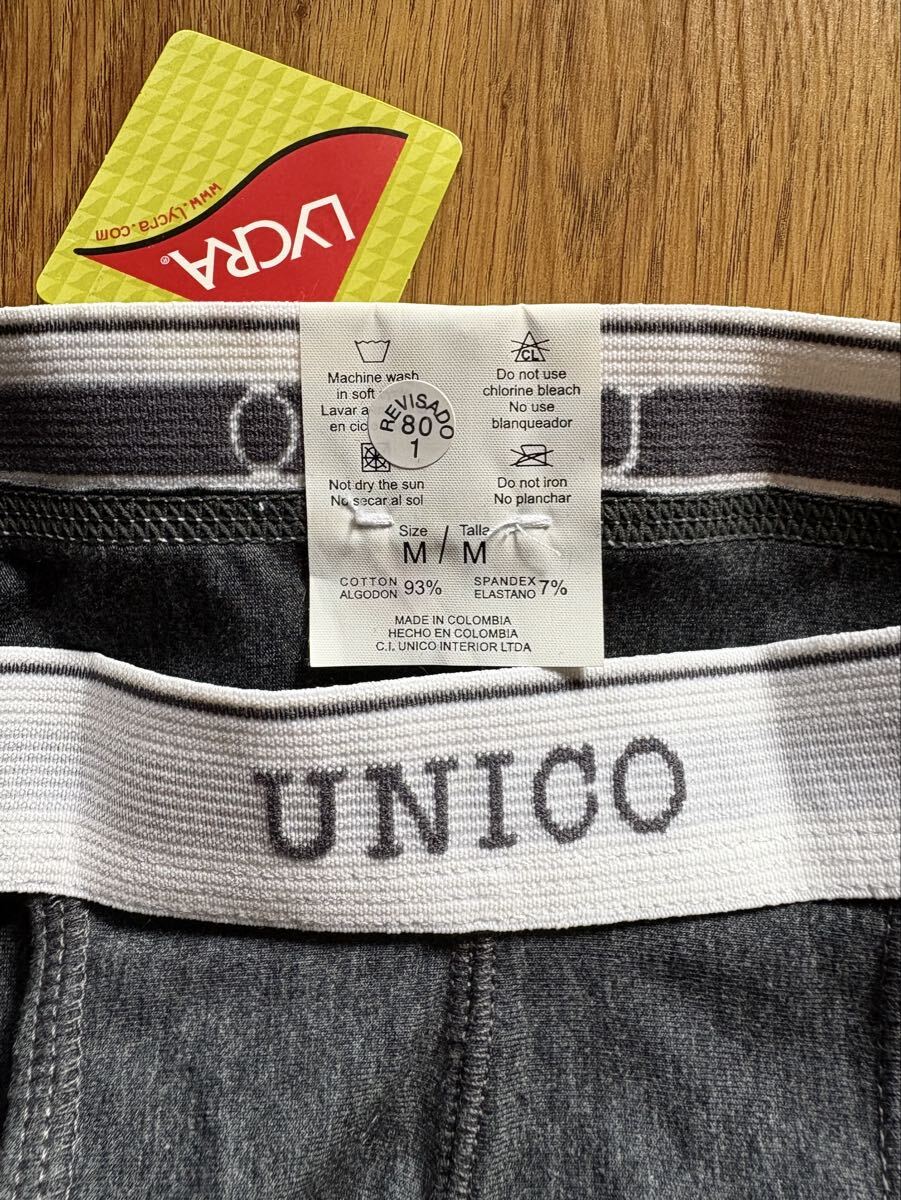 www.lycra.com
LYCRA®
Machine wash
in soft
Lavar a
en cic
REVISADO
80
1
CL
Do not use
chlorine bleach
No use
blanqueador
Not dry the sun
No secar al sol
Do not iron
No planchar
Size Talla
M / M
COTTON ALGODON 93% SPANDEX ELASTANO 7%
MADE IN COLOMBIA
HECHO EN COLOMBIA
C.I. UNICO INTERIOR LTDA
UNICO